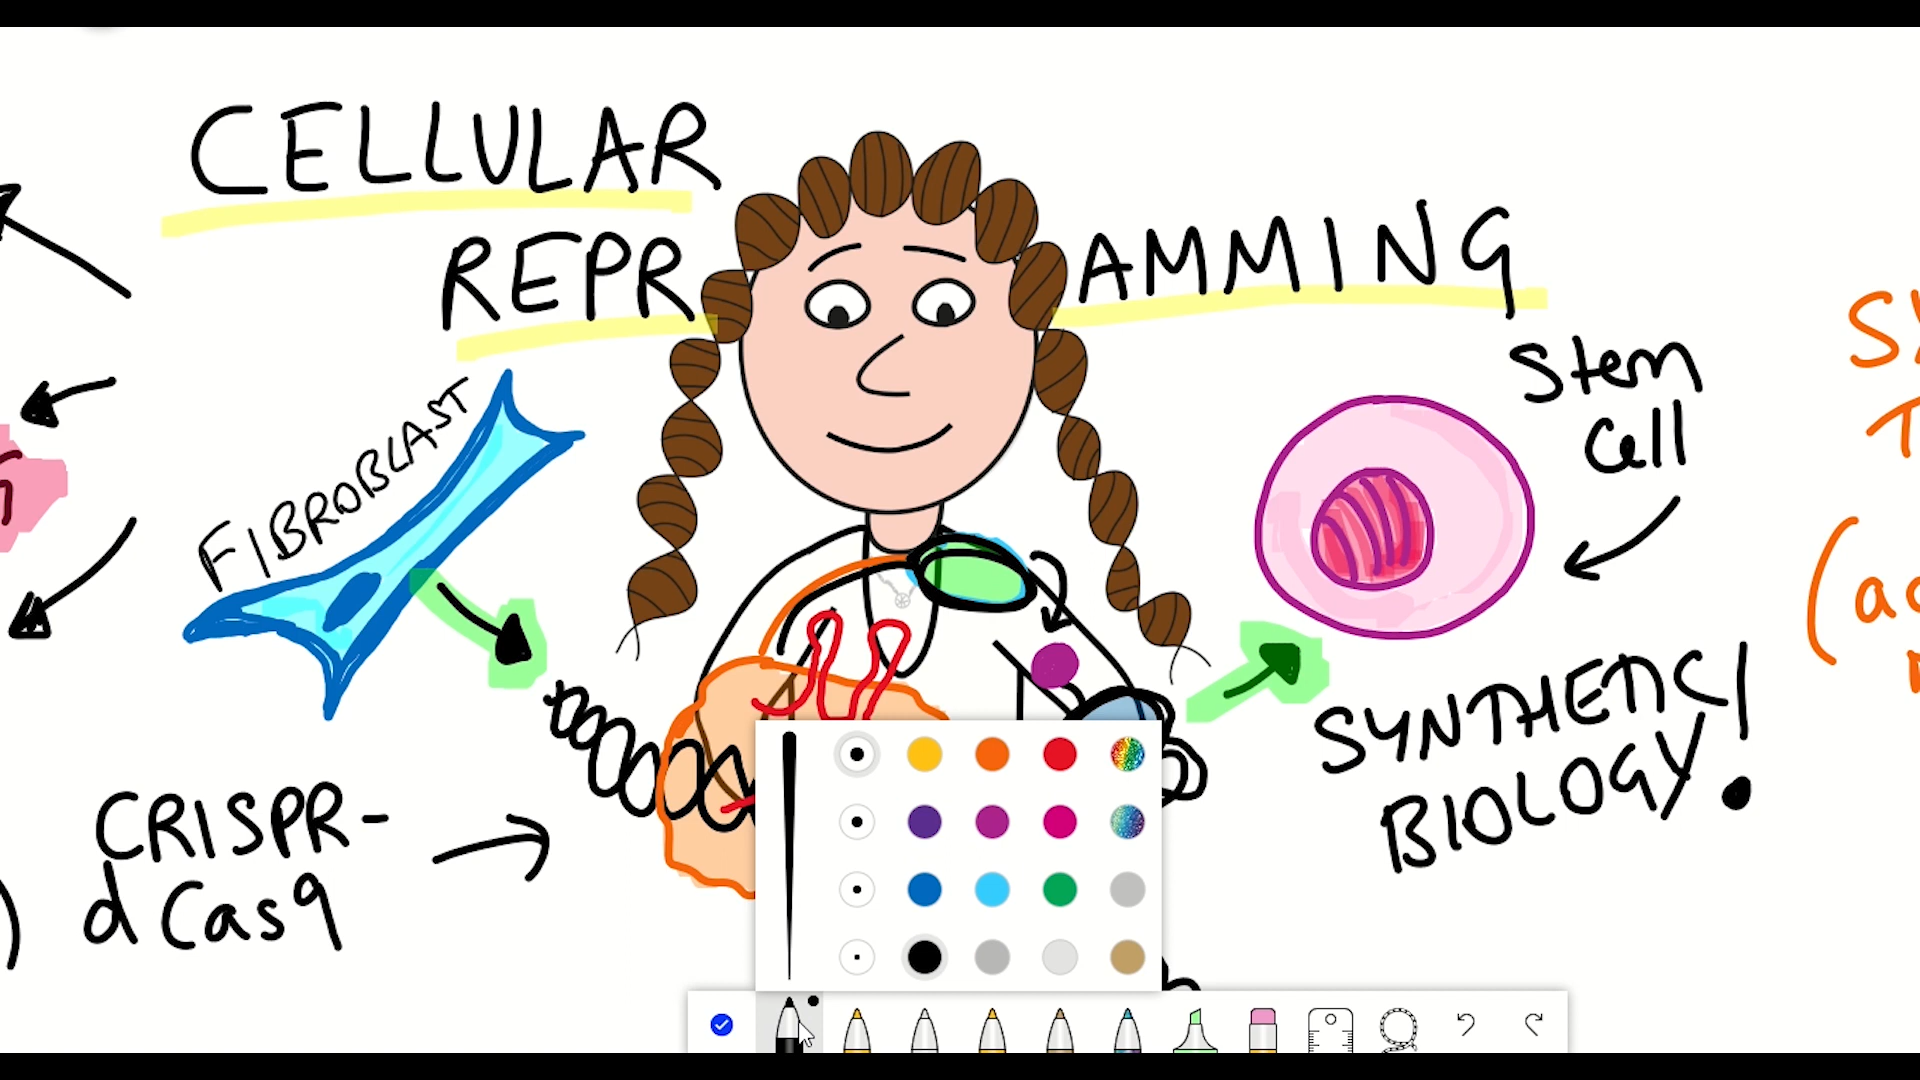 CELLULAR
REPR AMMING
FIBROBLAST
Stem
Cell
SYNTHETIC
BIOLOGY!
CRISPR-
dCas9